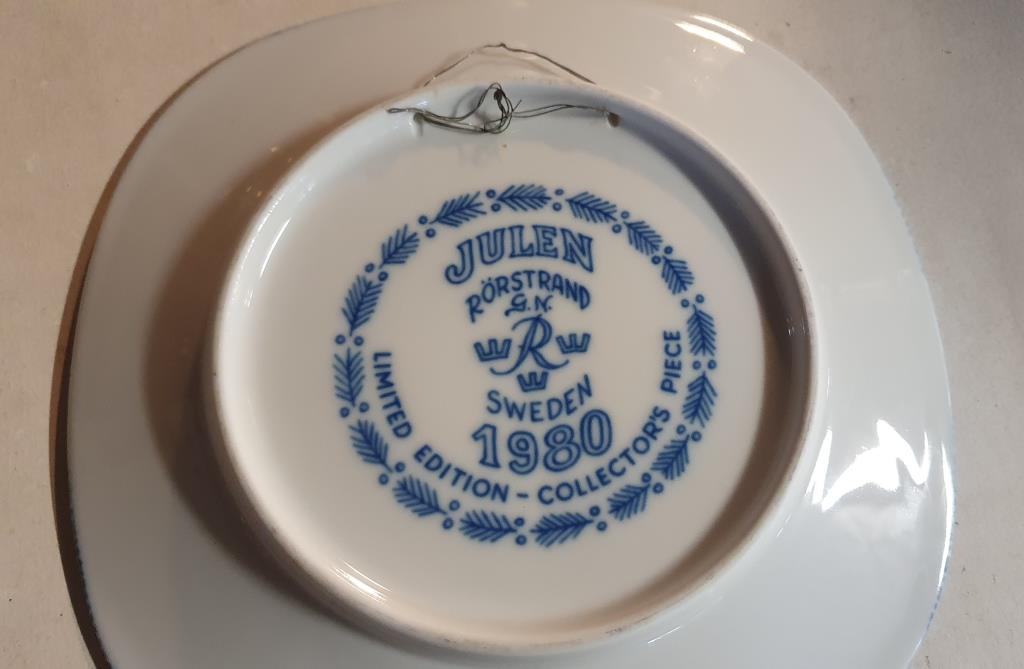 JULEN
RÖRSTRAND
G.N.
R
SWEDEN
1980
LIMITED EDITION - COLLECTOR'S PIECE